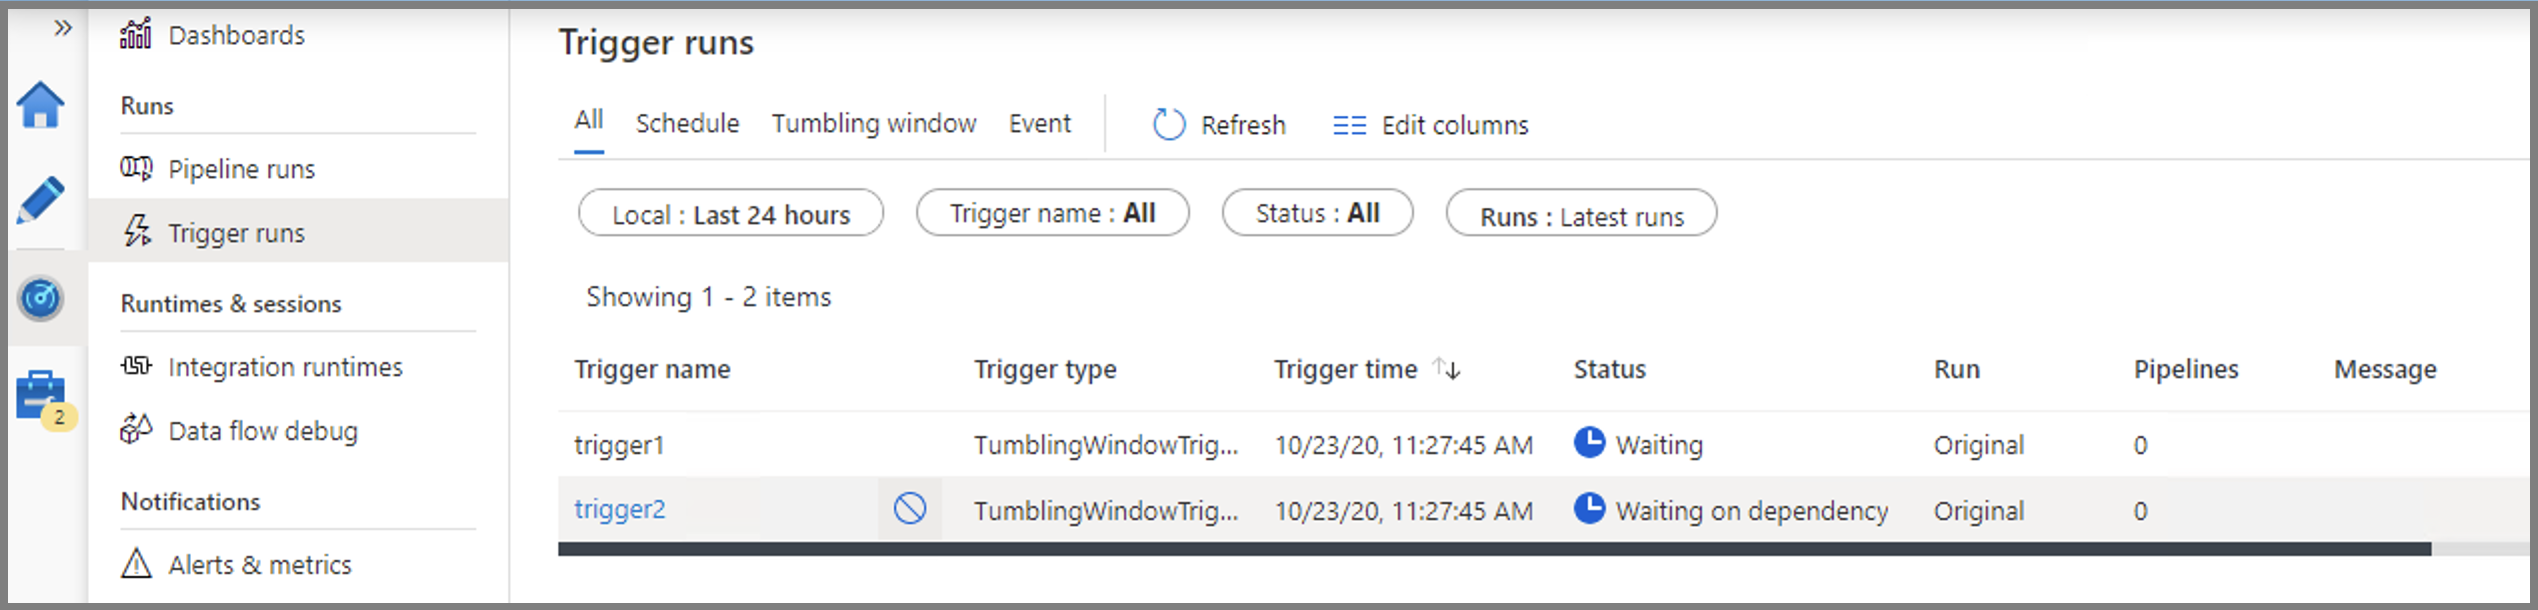 Dashboards
Runs
Pipeline runs
Trigger runs
Runtimes & sessions
Integration runtimes
Data flow debug
Notifications
Alerts & metrics
2
Trigger runs
All Schedule Tumbling window Event Refresh Edit columns
Local : Last 24 hours Trigger name : All Status : All Runs : Latest runs
Showing 1 - 2 items
Trigger name Trigger type Trigger time Status Run Pipelines Message
trigger1 TumblingWindowTrig... 10/23/20, 11:27:45 AM Waiting Original 0
trigger2 TumblingWindowTrig... 10/23/20, 11:27:45 AM Waiting on dependency Original 0